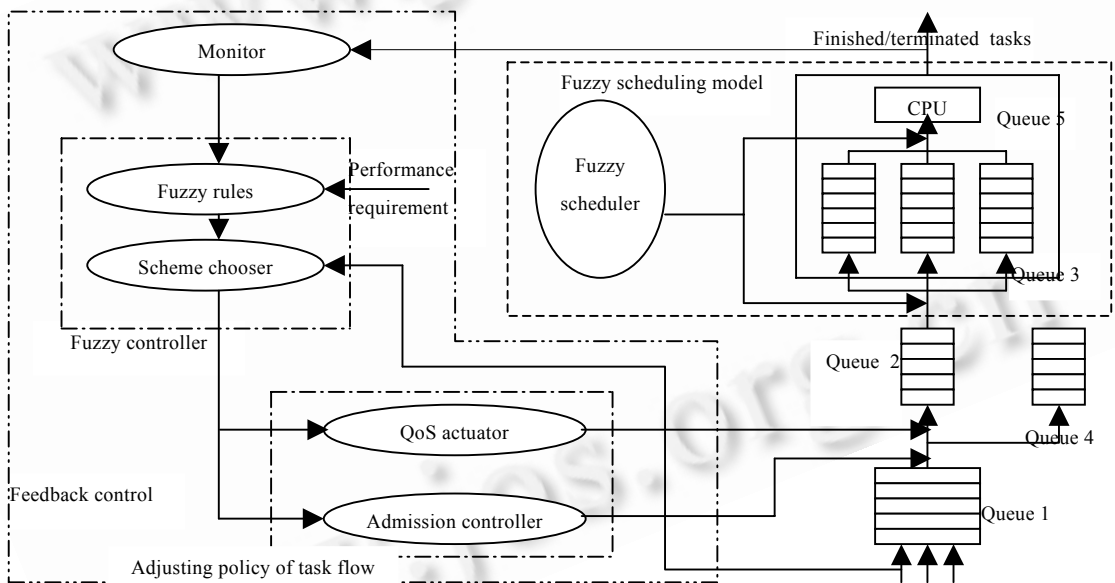 Finished/terminated tasks
Monitor
Fuzzy scheduling model
CPU
Queue 5
Fuzzy
scheduler
Performance
requirement
Fuzzy rules
Scheme chooser
Queue 3
Fuzzy controller
Queue 2
QoS actuator
Queue 4
Feedback control
Admission controller
Queue 1
Adjusting policy of task flow